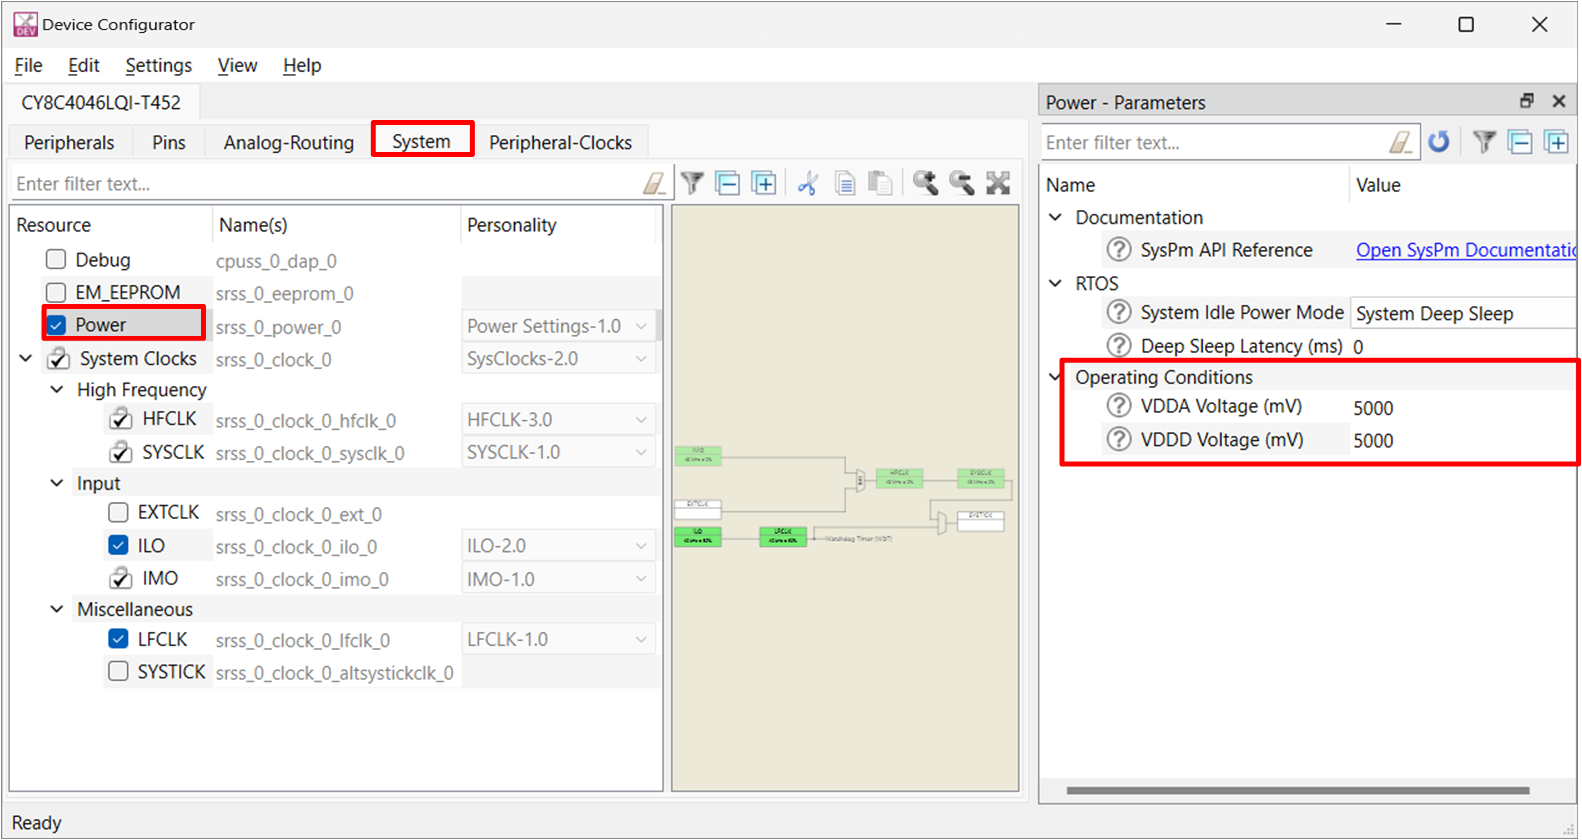 DEV Device Configurator
File Edit Settings View Help
CY8C4046LQI-T452
Peripherals Pins Analog-Routing System Peripheral-Clocks
Enter filter text...
Resource Name(s) Personality
Debug cpuss_0_dap_0
EM_EEPROM srss_0_eeprom_0
Power srss_0_power_0 Power Settings-1.0
System Clocks srss_0_clock_0 SysClocks-2.0
High Frequency
HFCLK srss_0_clock_0_hfclk_0 HFCLK-3.0
SYSCLK srss_0_clock_0_sysclk_0 SYSCLK-1.0
Input
EXTCLK srss_0_clock_0_ext_0
ILO srss_0_clock_0_ilo_0 ILO-2.0
IMO srss_0_clock_0_imo_0 IMO-1.0
Miscellaneous
LFCLK srss_0_clock_0_lfclk_0 LFCLK-1.0
SYSTICK srss_0_clock_0_altsystickclk_0
IMO
HFCLK
SYSCLK
EXTCLK
SYSTICK
ILO
LFCLK
Watchdog Timer (WDT)
Power - Parameters
Enter filter text...
Name Value
Documentation
SysPm API Reference Open SysPm Documentatio
RTOS
System Idle Power Mode System Deep Sleep
Deep Sleep Latency (ms) 0
Operating Conditions
VDDA Voltage (mV) 5000
VDDD Voltage (mV) 5000
Ready